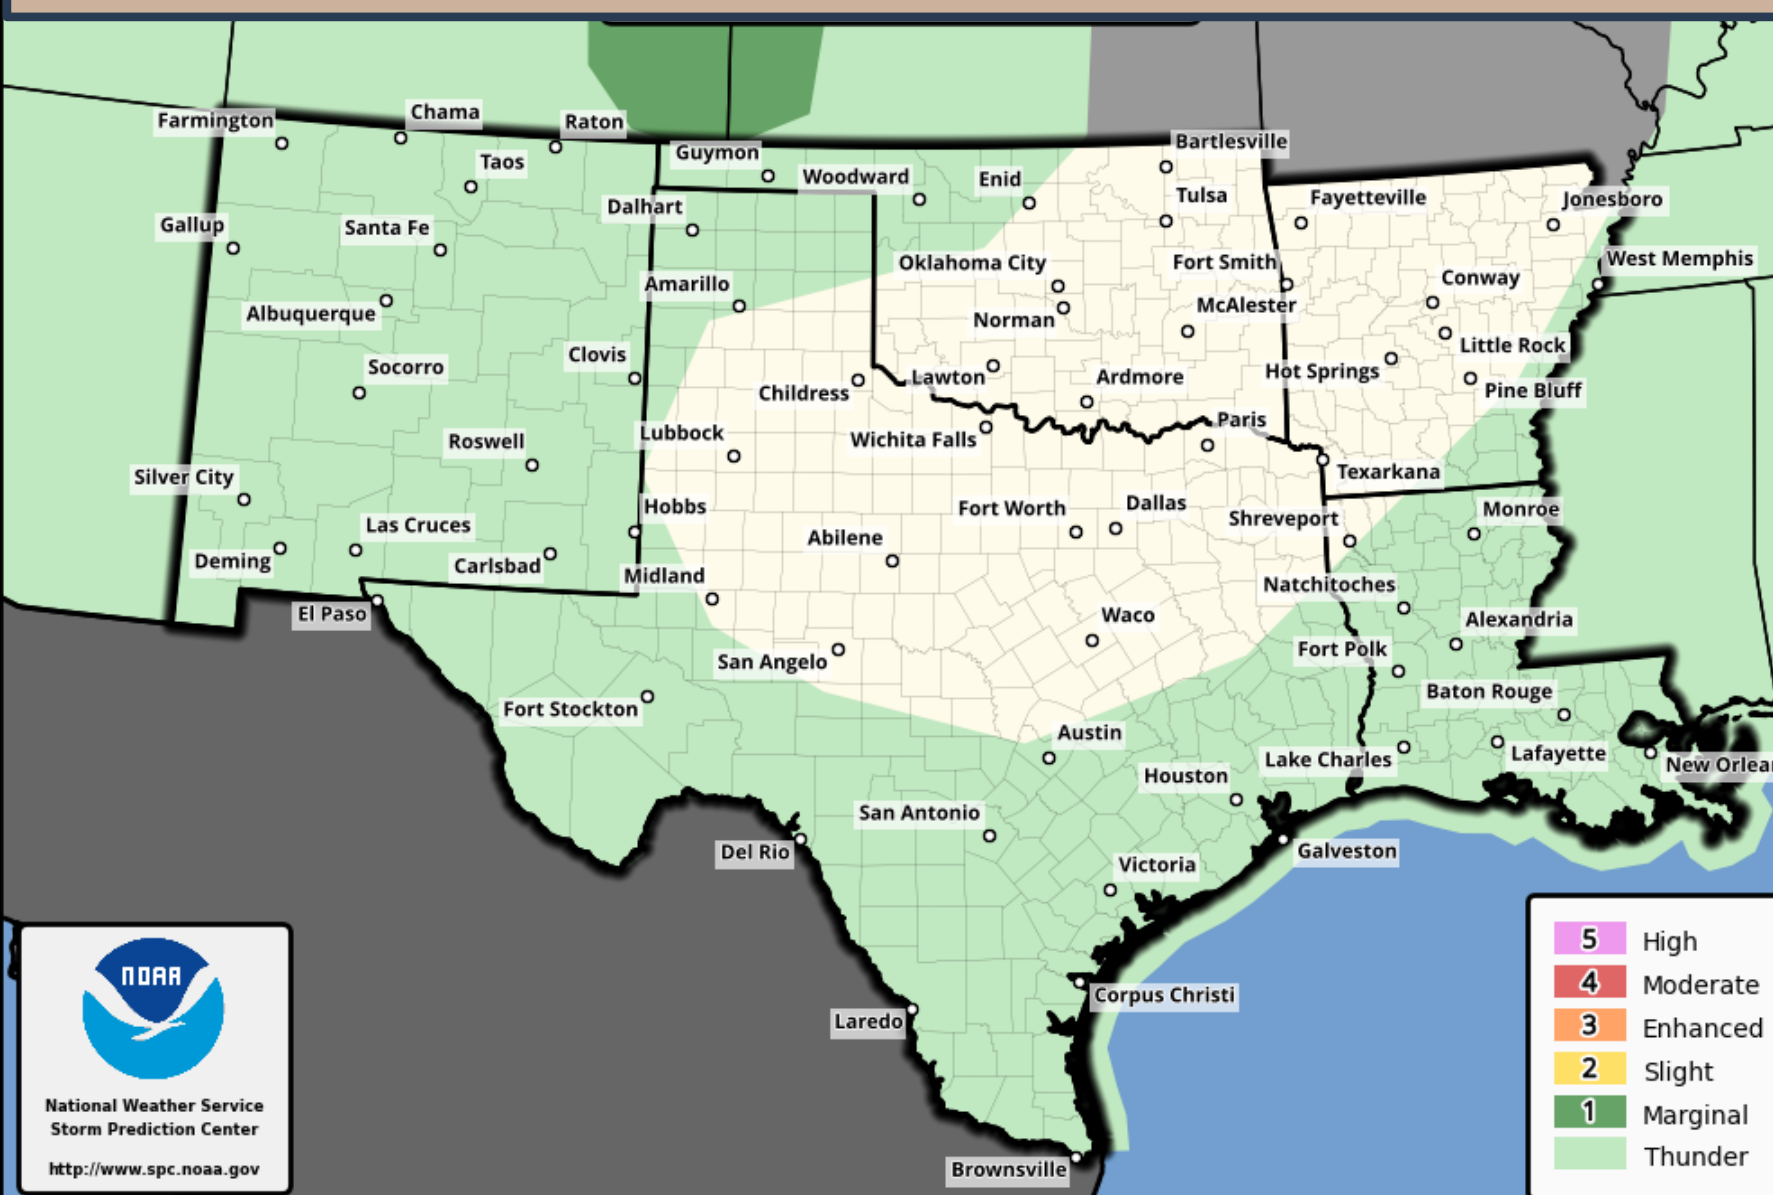 Farmington
Chama
Raton
Taos
Guymon
Woodward
Enid
Bartlesville
Tulsa
Fayetteville
Jonesboro
Gallup
Santa Fe
Dalhart
Oklahoma City
Fort Smith
West Memphis
Albuquerque
Amarillo
Norman
McAlester
Conway
Socorro
Clovis
Childress
Lawton
Ardmore
Hot Springs
Little Rock
Pine Bluff
Roswell
Lubbock
Wichita Falls
Paris
Silver City
Texarkana
Las Cruces
Hobbs
Abilene
Fort Worth
Dallas
Shreveport
Monroe
Deming
Carlsbad
Midland
Natchitoches
El Paso
Waco
Alexandria
San Angelo
Fort Polk
Fort Stockton
Baton Rouge
Austin
Lake Charles
Lafayette
New Orlean
Houston
San Antonio
Del Rio
Galveston
Victoria
Corpus Christi
Laredo
Brownsville
NOAA
National Weather Service
Storm Prediction Center
http://www.spc.noaa.gov
5 High
4 Moderate
3 Enhanced
2 Slight
1 Marginal
Thunder